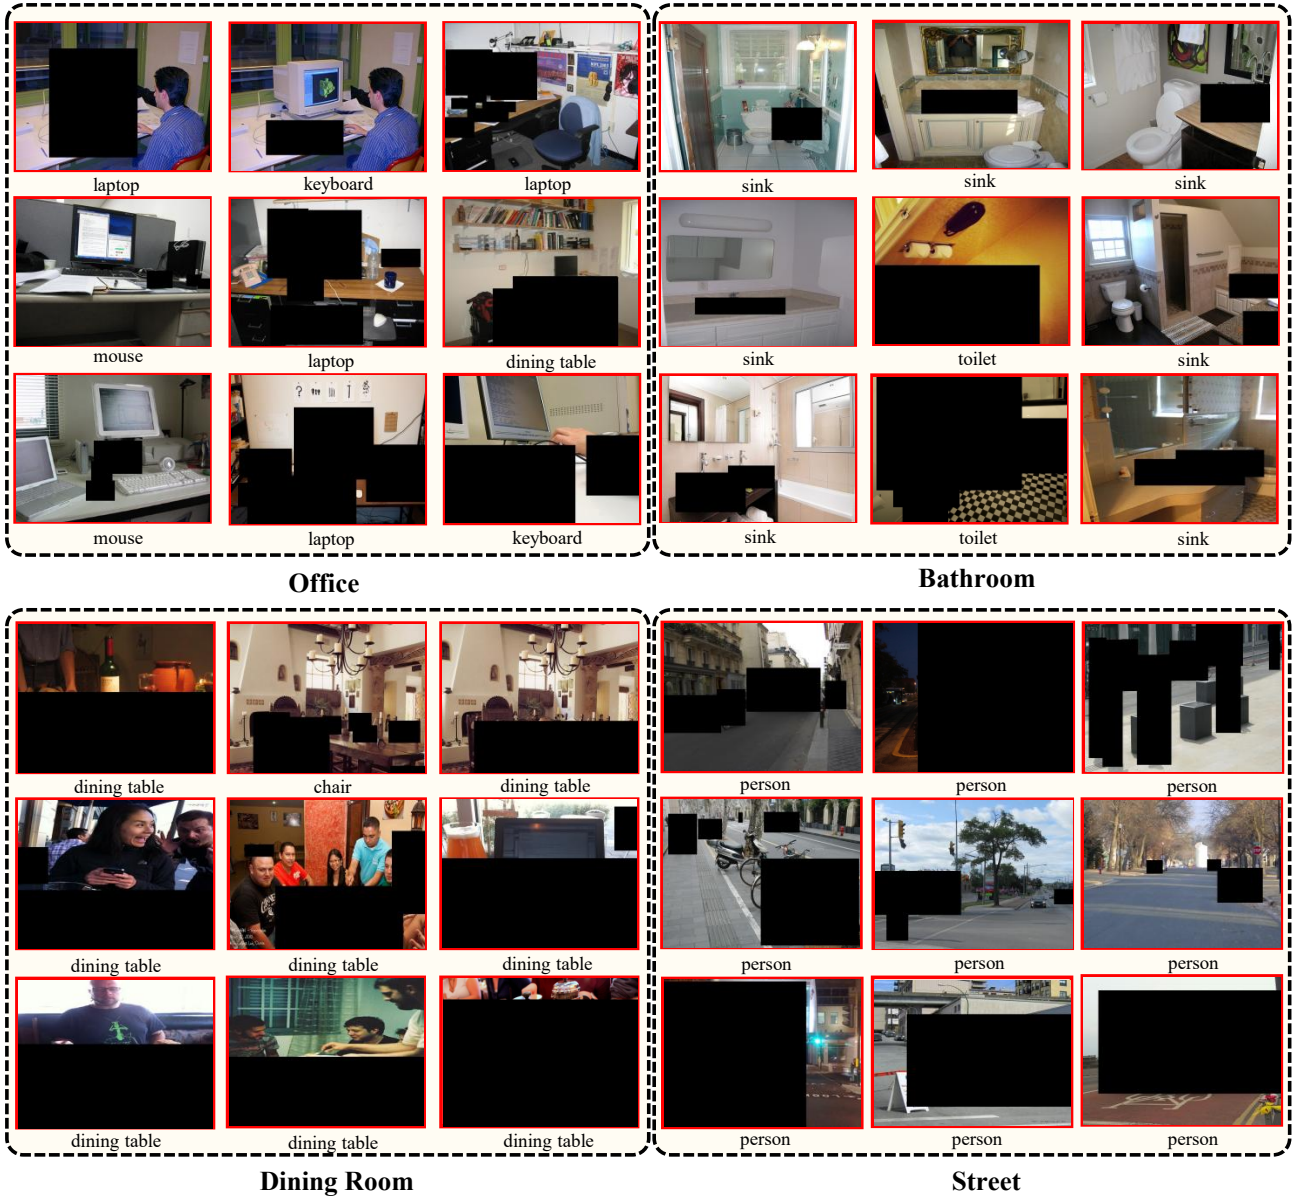 laptop keyboard laptop
mouse laptop dining table
mouse laptop keyboard
Office
sink sink sink
sink toilet sink
sink toilet sink
Bathroom
dining table chair dining table
dining table dining table dining table
dining table dining table dining table
Dining Room
person person person
person person person
person person person
Street